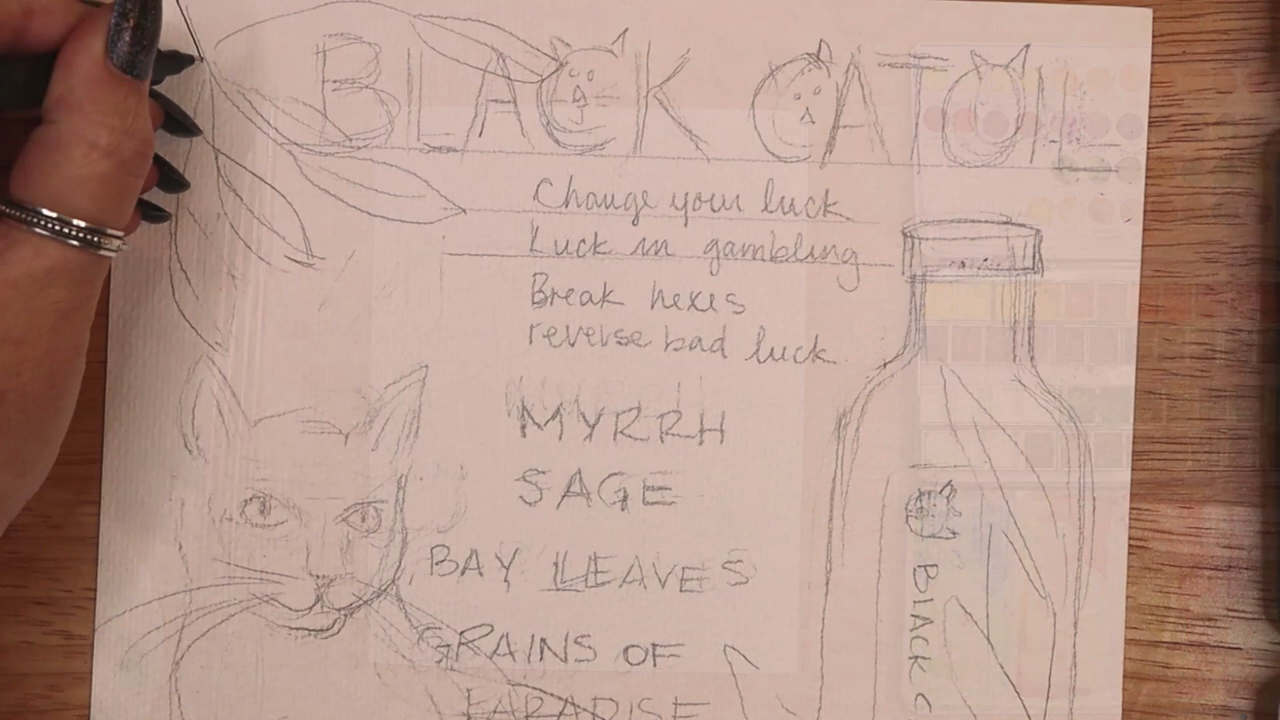 BLACK CAT OIL
Change your luck
Luck in gambling
Break hexes
reverse bad luck
MYRRH
SAGE
BAY LEAVES
GRAINS OF
PARADISE
BLACK C